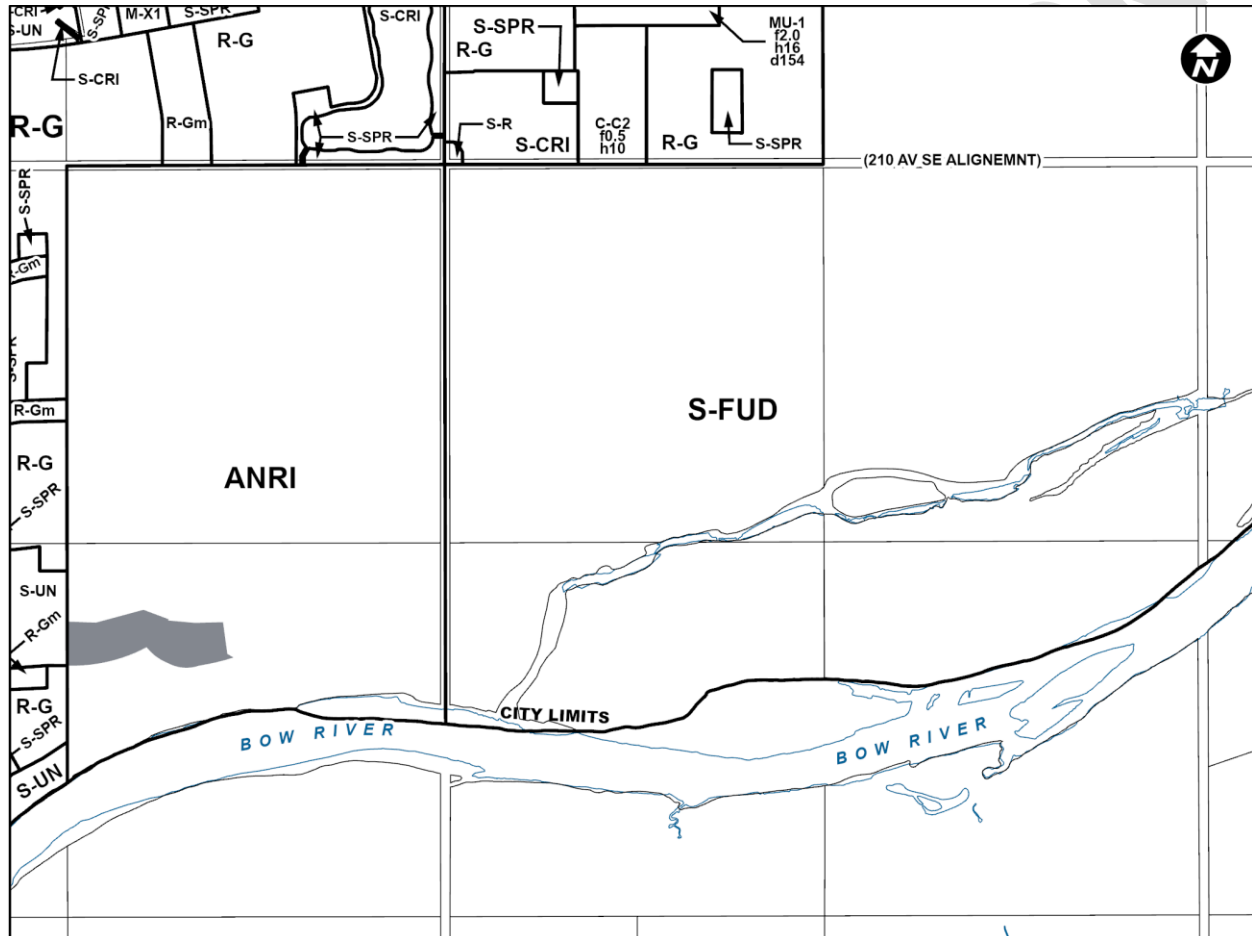 -CRI
S-UN
S-SPR
M-X1
S-SPR
R-G
S-CRI
S-CRI
R-G
R-Gm
S-SPR
S-SPR
R-G
S-R
S-CRI
C-C2
f0.5
h10
R-G
S-SPR
MU-1
f2.0
h16
d154
N
(210 AV SE ALIGNEMNT)
S-SPR
R-Gm
S-SPR
R-Gm
R-G
S-SPR
S-UN
R-Gm
R-G
S-SPR
S-UN
ANRI
S-FUD
CITY LIMITS
BOW RIVER
BOW RIVER